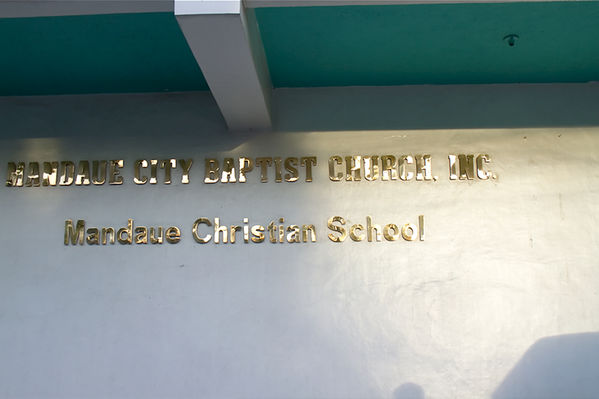 MANDAUE CITY BAPTIST CHURCH, INC.
Mandaue Christian School